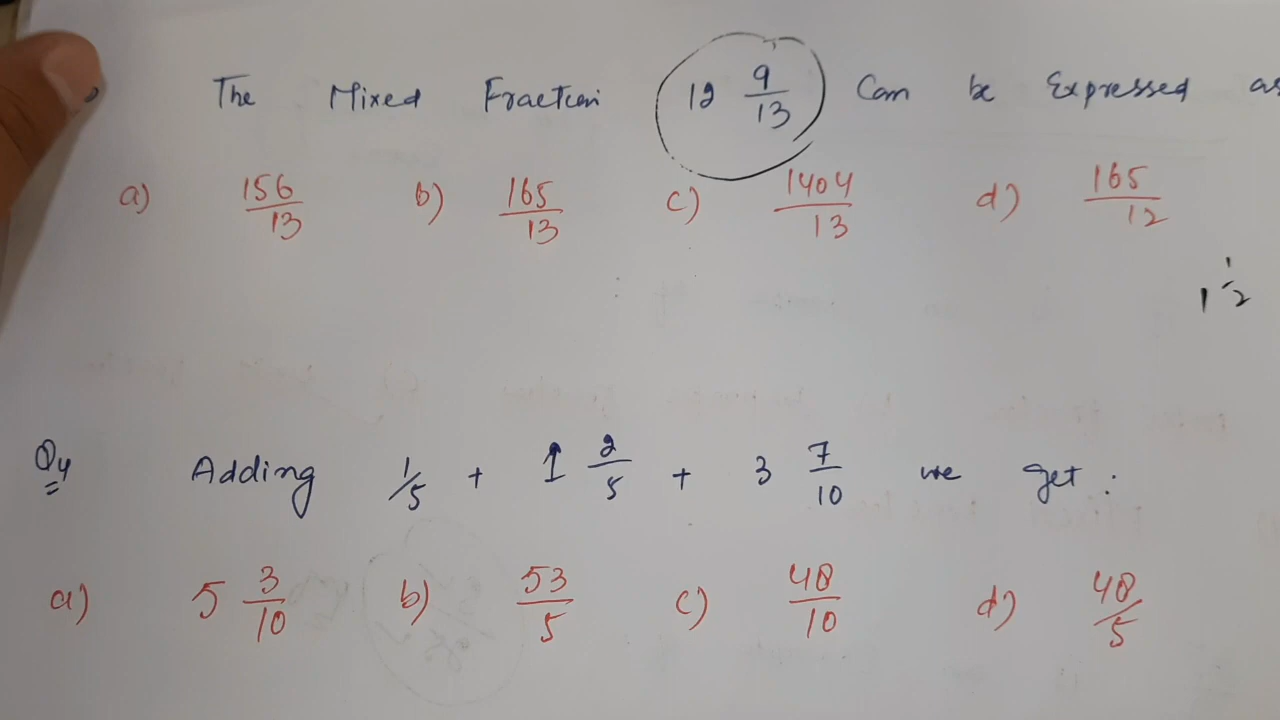 The Mixed Fraction 12 9/13 Can be Expressed as
a) 156/13 b) 165/13 c) 1404/13 d) 165/12
1 1/2
Q4 Adding 1/5 + 1 2/5 + 3 7/10 we get :
a) 5 3/10 b) 53/5 c) 48/10 d) 48/5